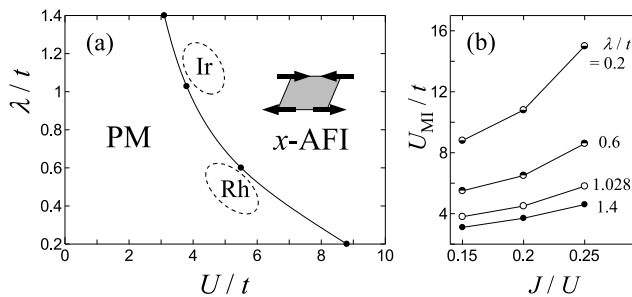 (a)
1.4
1.2
1
0.8
0.6
0.4
0.2
λ / t
Ir
PM
x-AFI
Rh
0 2 4 6 8 10
U / t
(b)
λ / t
= 0.2
16
12
8
4
U_MI / t
0.6
1.028
1.4
0.15 0.2 0.25
J / U